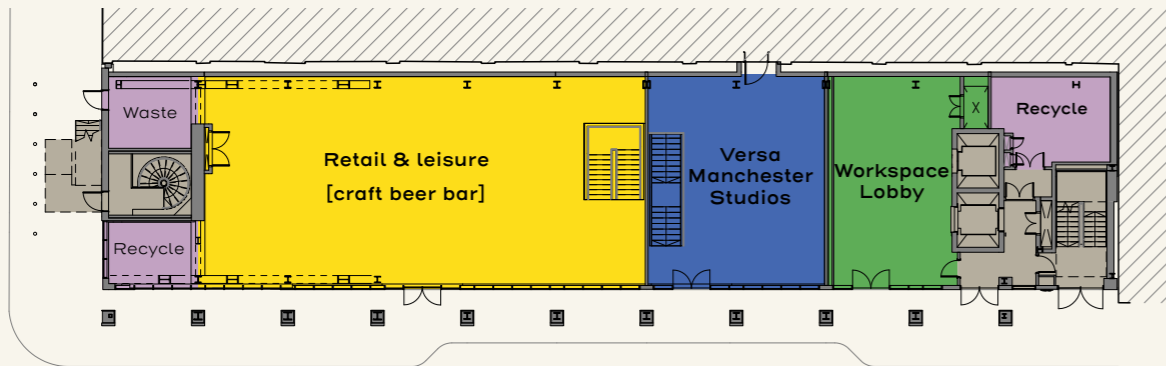 Waste
Recycle
Retail & leisure
[craft beer bar]
Versa
Manchester
Studios
Workspace
Lobby
X
Recycle